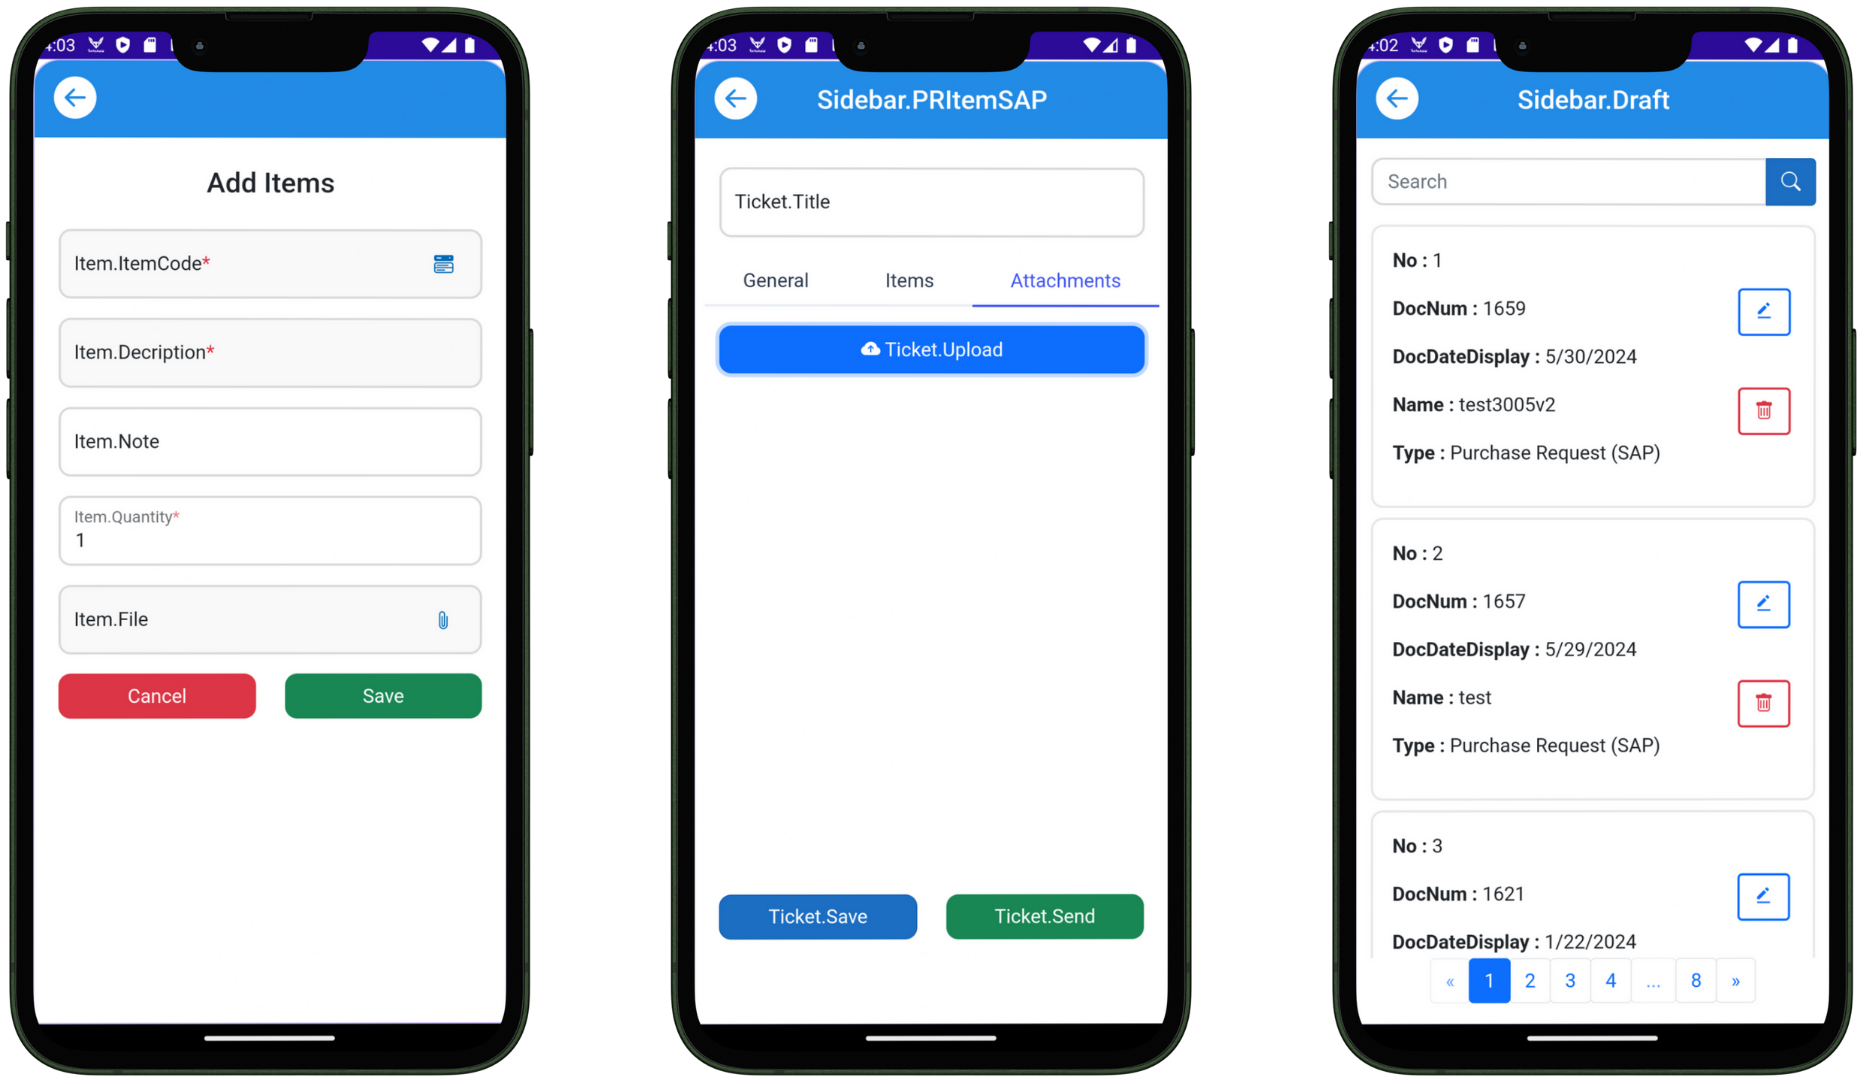 4:03
Add Items
Item.ItemCode*
Item.Decription*
Item.Note
Item.Quantity*
1
Item.File
Cancel Save
4:03
Sidebar.PRItemSAP
Ticket.Title
General Items Attachments
Ticket.Upload
Ticket.Save Ticket.Send
4:02
Sidebar.Draft
Search
No : 1
DocNum : 1659
DocDateDisplay : 5/30/2024
Name : test3005v2
Type : Purchase Request (SAP)
No : 2
DocNum : 1657
DocDateDisplay : 5/29/2024
Name : test
Type : Purchase Request (SAP)
No : 3
DocNum : 1621
DocDateDisplay : 1/22/2024
« 1 2 3 4 ... 8 »